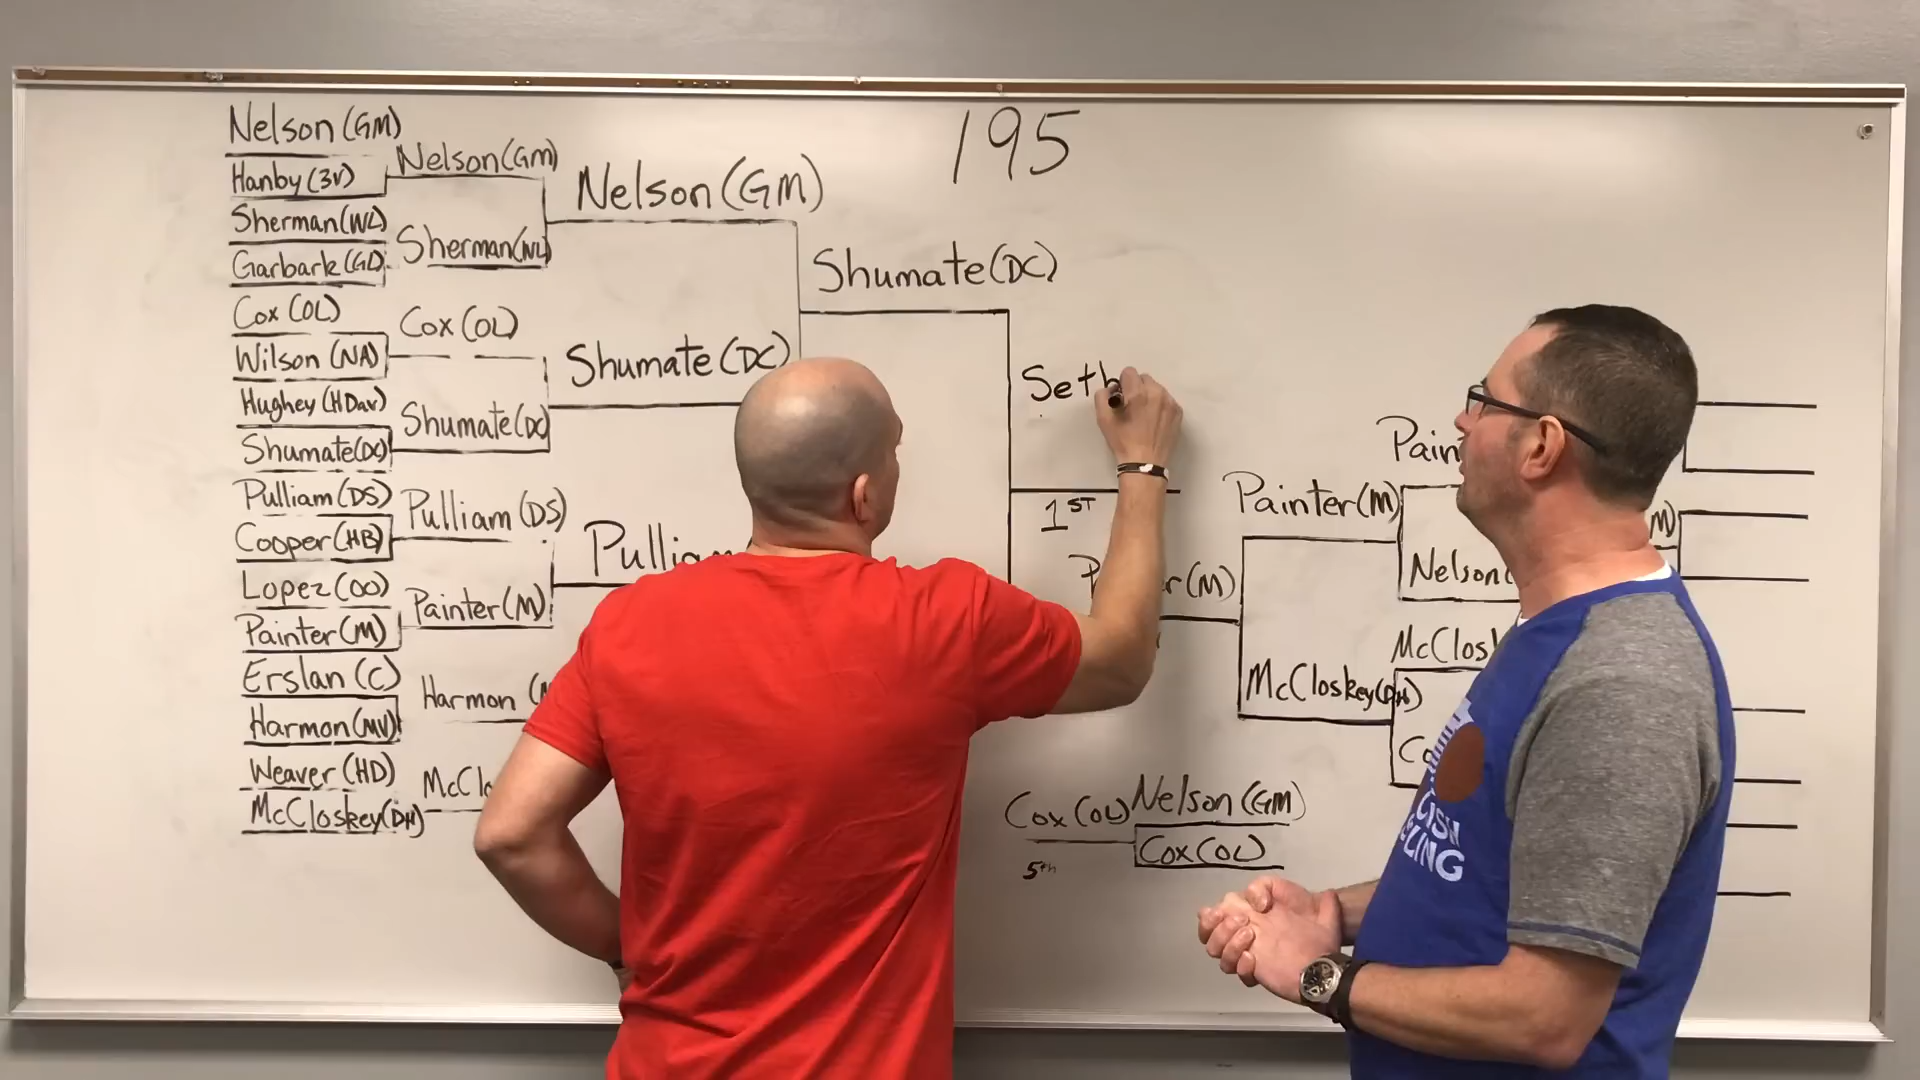 195
Nelson (GM)
Hanby (3V)
Sherman (WL)
Garbark (GD)
Cox (OL)
Wilson (NA)
Hughey (HDav)
Shumate (DC)
Pulliam (DS)
Cooper (HB)
Lopez (OO)
Painter (M)
Erslan (C)
Harmon (MV)
Weaver (HD)
McCloskey (DH)
Nelson (GM)
Sherman (WL)
Cox (OL)
Shumate (DC)
Pulliam (DS)
Painter (M)
Harmon
Nelson (GM)
Shumate (DC)
Shumate (DC)
Seth
1ST
Painter (M)
McCloskey (DH)
Nelson
Cox (OL)
5th
Nelson (GM)
Cox (OL)